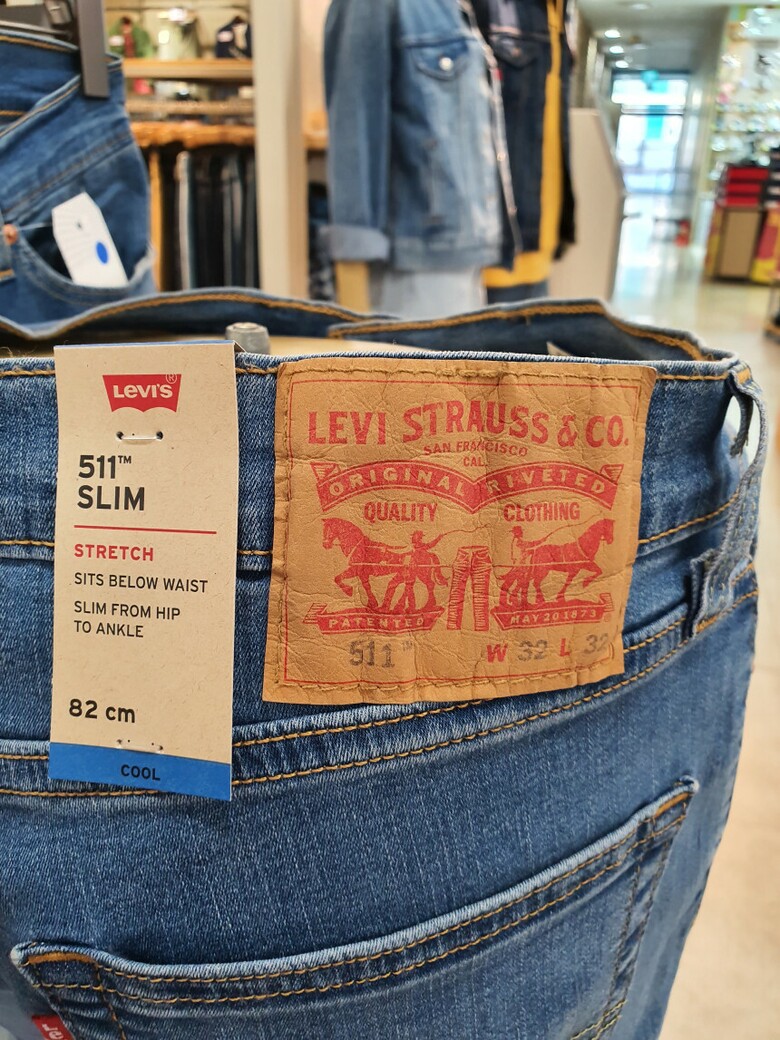 LEVI'S®
511™
SLIM
STRETCH
SITS BELOW WAIST
SLIM FROM HIP
TO ANKLE
82 cm
COOL
LEVI STRAUSS & CO.
SAN FRANCISCO
CAL.
ORIGINAL RIVETED
QUALITY CLOTHING
PATENTED MAY 20 1873
511™ W 32 L 32